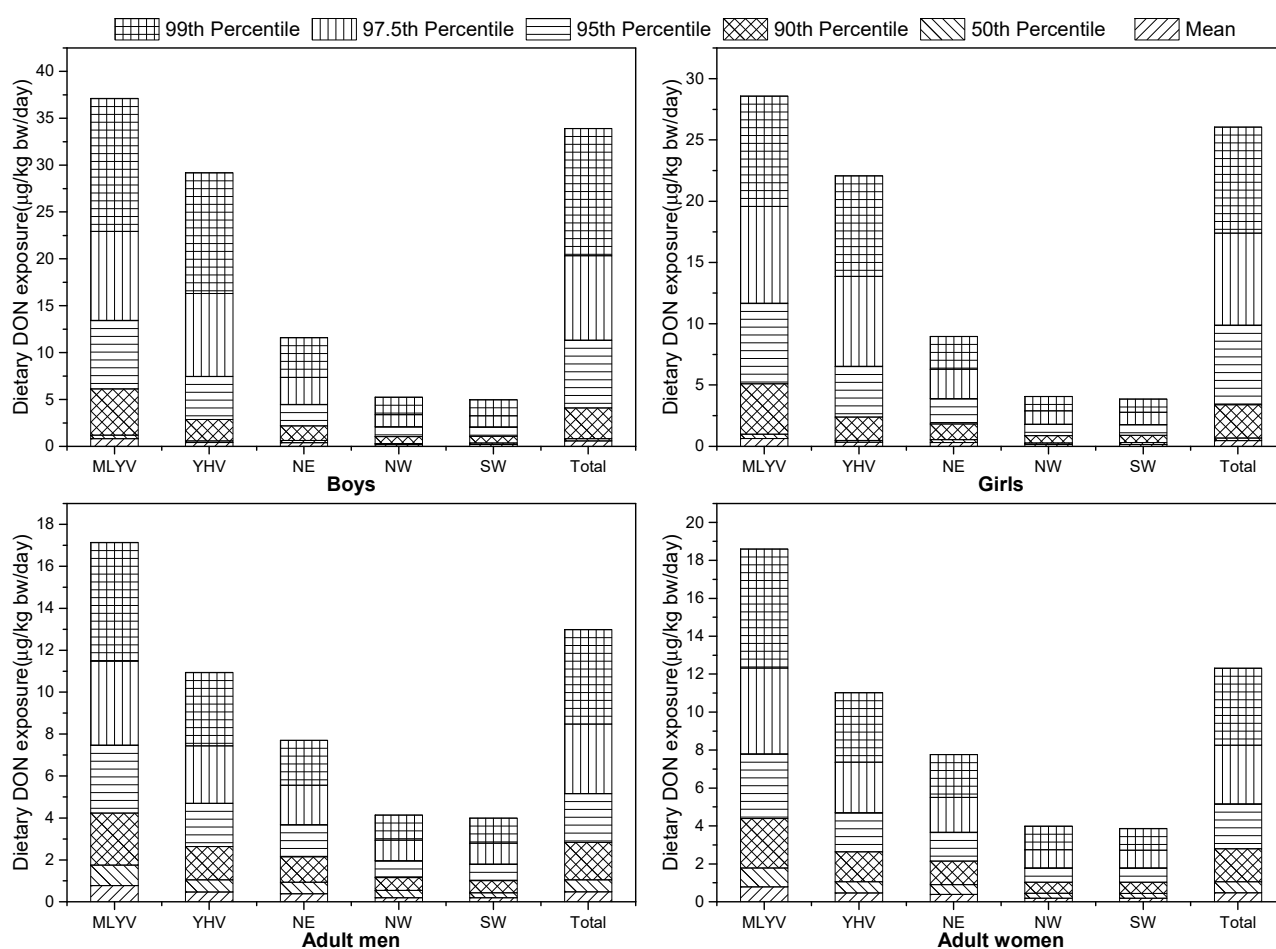 99th Percentile 97.5th Percentile 95th Percentile 90th Percentile 50th Percentile Mean
Dietary DON exposure(μg/kg bw/day)
40
35
30
25
20
15
10
5
0
MLYV YHV NE NW SW Total
Boys
Dietary DON exposure(μg/kg bw/day)
30
25
20
15
10
5
0
MLYV YHV NE NW SW Total
Girls
Dietary DON exposure(μg/kg bw/day)
18
16
14
12
10
8
6
4
2
0
MLYV YHV NE NW SW Total
Adult men
Dietary DON exposure(μg/kg bw/day)
20
18
16
14
12
10
8
6
4
2
0
MLYV YHV NE NW SW Total
Adult women